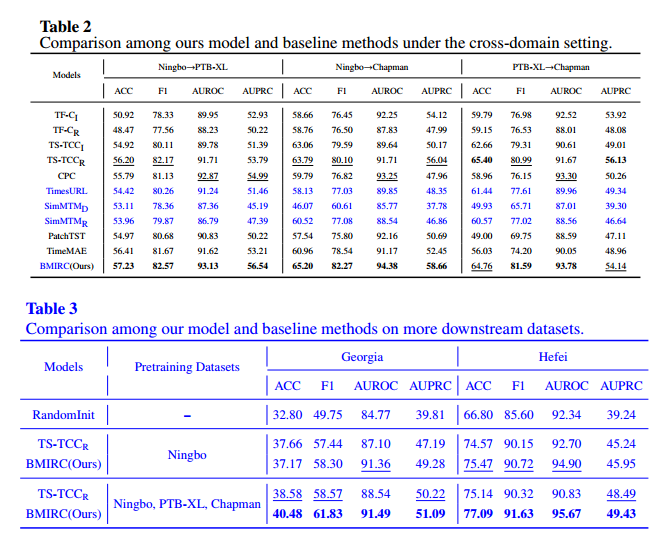 Table 2
Comparison among ours model and baseline methods under the cross-domain setting.
Models Ningbo→PTB-XL Ningbo→Chapman PTB-XL→Chapman
ACC F1 AUROC AUPRC ACC F1 AUROC AUPRC ACC F1 AUROC AUPRC
TF-CI 50.92 78.33 89.95 52.93 58.66 76.45 92.25 54.12 59.79 76.98 92.52 53.92
TF-CR 48.47 77.56 88.23 50.22 58.76 76.50 87.83 47.99 59.15 76.53 88.01 48.08
TS-TCCI 54.92 80.11 89.78 51.39 63.06 79.59 89.64 50.17 62.66 79.31 90.61 49.01
TS-TCCR 56.20 82.17 91.71 53.79 63.79 80.10 91.71 56.04 65.40 80.99 91.67 56.13
CPC 55.79 81.13 92.87 54.99 59.79 76.82 93.25 47.96 58.96 76.15 93.30 50.26
TimesURL 54.42 80.26 91.24 51.46 58.13 77.03 89.85 48.35 61.44 77.61 89.96 49.34
SimMTMD 53.11 78.36 87.36 45.19 46.07 60.61 85.77 37.78 49.93 65.71 87.01 39.30
SimMTMR 53.96 79.87 86.79 47.39 60.52 77.08 88.54 46.86 60.57 77.02 88.56 46.64
PatchTST 54.97 80.68 90.83 50.22 57.54 75.80 92.16 50.69 49.00 69.75 88.59 47.11
TimeMAE 56.41 81.67 91.62 53.21 60.96 78.54 91.17 52.45 56.03 74.20 90.05 48.96
BMIRC(Ours) 57.23 82.57 93.13 56.54 65.20 82.27 94.38 58.66 64.76 81.59 93.78 54.14
Table 3
Comparison among our model and baseline methods on more downstream datasets.
Models Pretraining Datasets Georgia Hefei
ACC F1 AUROC AUPRC ACC F1 AUROC AUPRC
RandomInit – 32.80 49.75 84.77 39.81 66.80 85.60 92.34 39.24
TS-TCCR Ningbo 37.66 57.44 87.10 47.19 74.57 90.15 92.70 45.24
BMIRC(Ours) 37.17 58.30 91.36 49.28 75.47 90.72 94.90 45.95
TS-TCCR Ningbo, PTB-XL, Chapman 38.58 58.57 88.54 50.22 75.14 90.32 90.83 48.49
BMIRC(Ours) 40.48 61.83 91.49 51.09 77.09 91.63 95.67 49.43